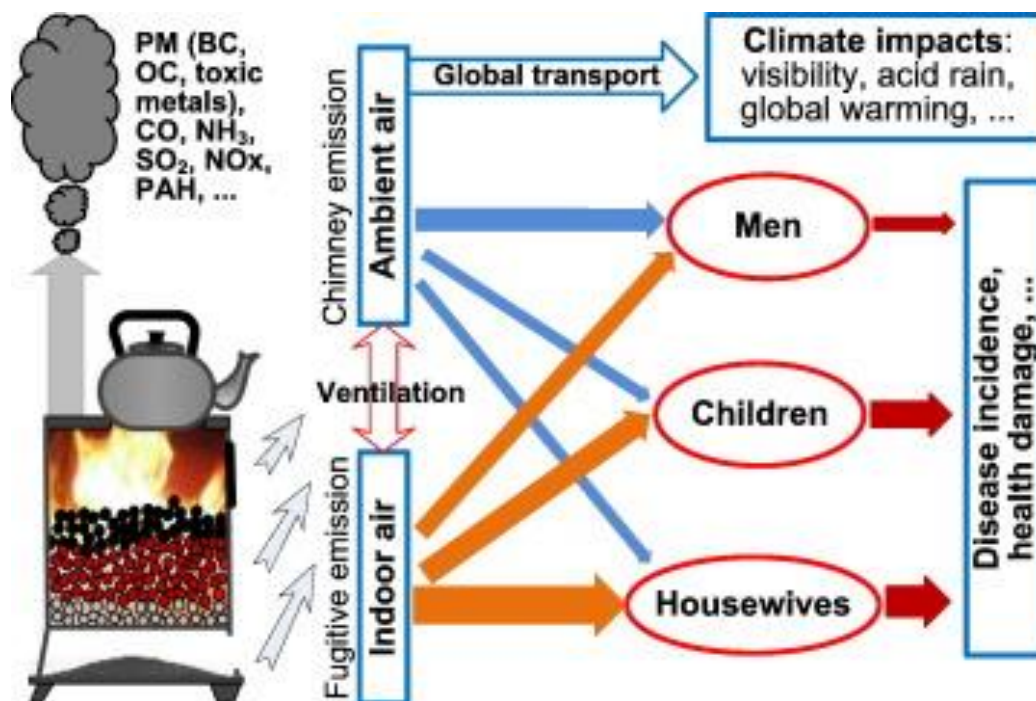 PM (BC,
OC, toxic
metals),
CO, NH₃,
SO₂, NOx,
PAH, ...
Chimney emission
Ambient air
Global transport
Climate impacts:
visibility, acid rain,
global warming, ...
Men
Ventilation
Children
Fugitive emission
Indoor air
Housewives
Disease incidence,
health damage, ...